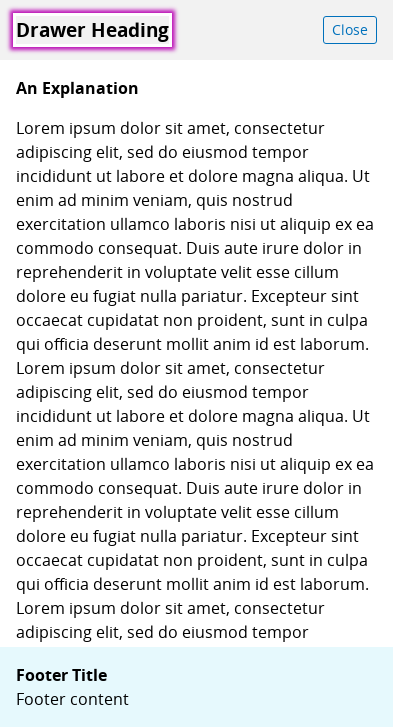 Drawer Heading
Close
An Explanation
Lorem ipsum dolor sit amet, consectetur
adipiscing elit, sed do eiusmod tempor
incididunt ut labore et dolore magna aliqua. Ut
enim ad minim veniam, quis nostrud
exercitation ullamco laboris nisi ut aliquip ex ea
commodo consequat. Duis aute irure dolor in
reprehenderit in voluptate velit esse cillum
dolore eu fugiat nulla pariatur. Excepteur sint
occaecat cupidatat non proident, sunt in culpa
qui officia deserunt mollit anim id est laborum.
Lorem ipsum dolor sit amet, consectetur
adipiscing elit, sed do eiusmod tempor
incididunt ut labore et dolore magna aliqua. Ut
enim ad minim veniam, quis nostrud
exercitation ullamco laboris nisi ut aliquip ex ea
commodo consequat. Duis aute irure dolor in
reprehenderit in voluptate velit esse cillum
dolore eu fugiat nulla pariatur. Excepteur sint
occaecat cupidatat non proident, sunt in culpa
qui officia deserunt mollit anim id est laborum.
Lorem ipsum dolor sit amet, consectetur
adipiscing elit, sed do eiusmod tempor
Footer Title
Footer content